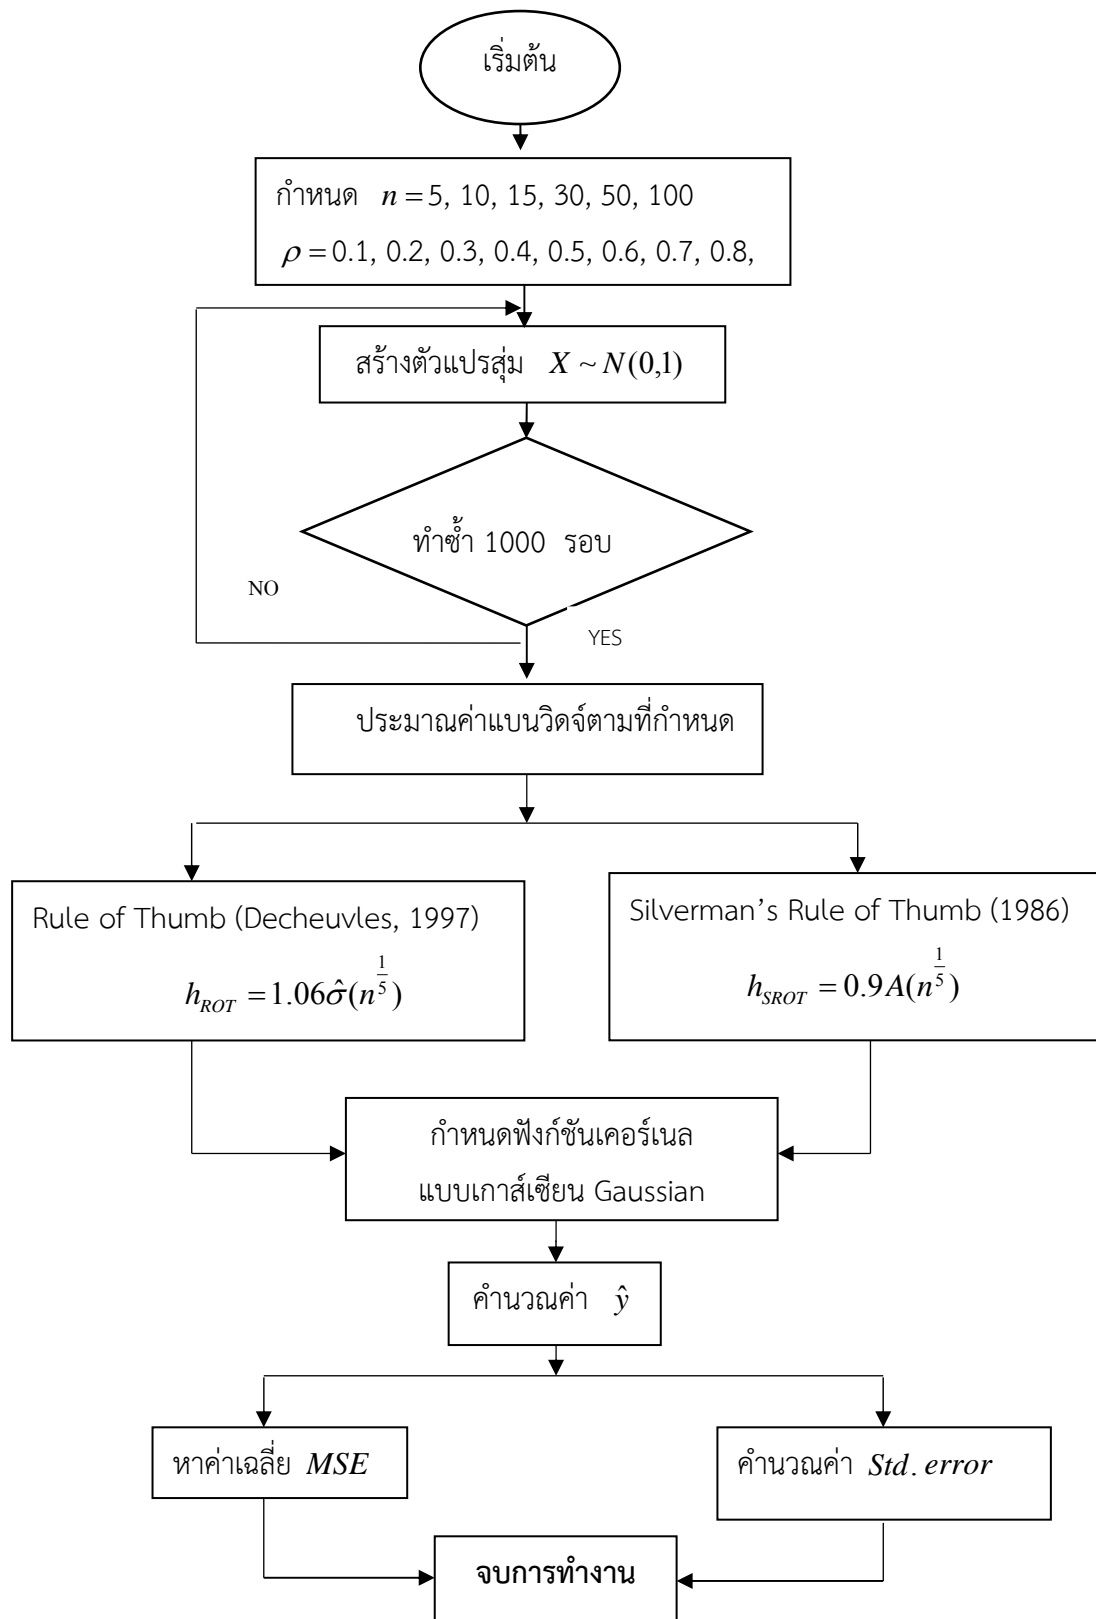 เริ่มต้น
กำหนด n = 5, 10, 15, 30, 50, 100
ρ = 0.1, 0.2, 0.3, 0.4, 0.5, 0.6, 0.7, 0.8,
สร้างตัวแปรสุ่ม X ~ N(0,1)
ทำซ้ำ 1000 รอบ
NO
YES
ประมาณค่าแบนวิดจ์ตามที่กำหนด
Rule of Thumb (Decheuvles, 1997)
h_{ROT} = 1.06\hat{σ}(n^{\frac{1}{5}})
Silverman's Rule of Thumb (1986)
h_{SROT} = 0.9A(n^{\frac{1}{5}})
กำหนดฟังก์ชันเคอร์เนล
แบบเกาส์เซียน Gaussian
คำนวณค่า ŷ
หาค่าเฉลี่ย MSE
คำนวณค่า Std. error
จบการทำงาน